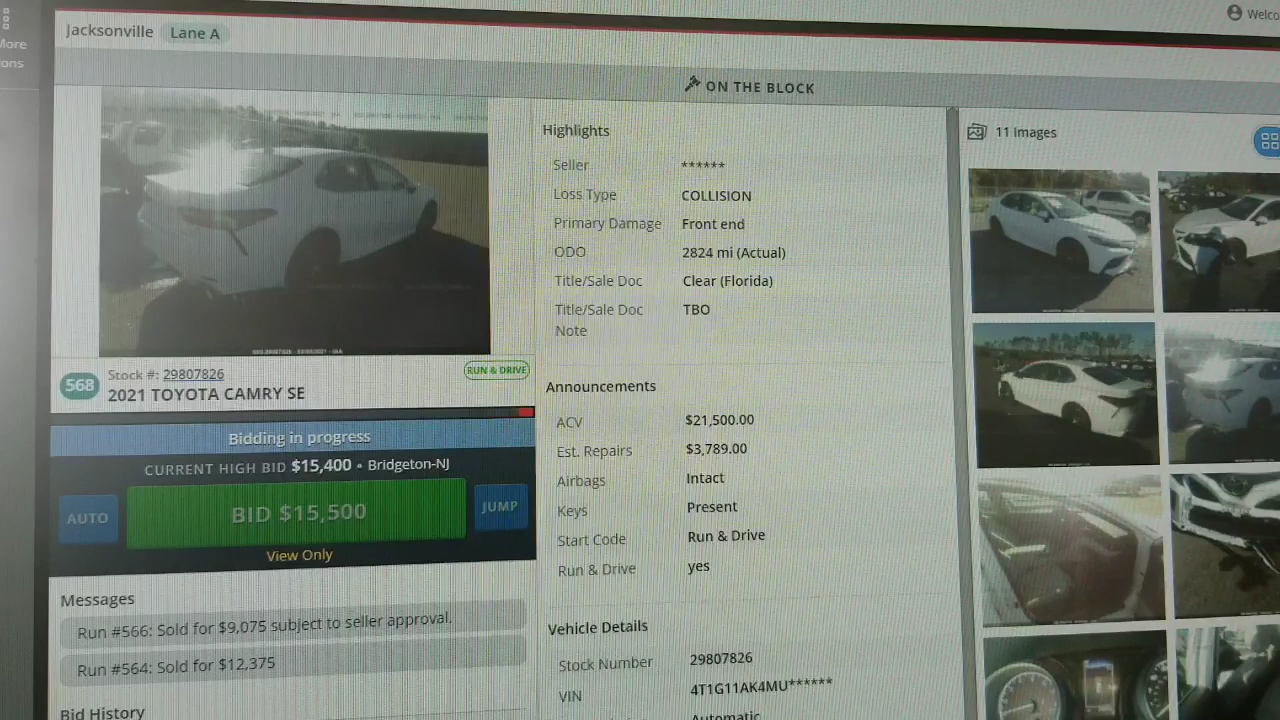 More
ons
Welco
Jacksonville Lane A
ON THE BLOCK
568
Stock #: 29807826
2021 TOYOTA CAMRY SE
RUN & DRIVE
Bidding in progress
CURRENT HIGH BID $15,400 • Bridgeton-NJ
AUTO
BID $15,500
JUMP
View Only
Messages
Run #566: Sold for $9,075 subject to seller approval.
Run #564: Sold for $12,375
Bid History
Highlights
Seller ******
Loss Type COLLISION
Primary Damage Front end
ODO 2824 mi (Actual)
Title/Sale Doc Clear (Florida)
Title/Sale Doc TBO
Note
Announcements
ACV $21,500.00
Est. Repairs $3,789.00
Airbags Intact
Keys Present
Start Code Run & Drive
Run & Drive yes
Vehicle Details
Stock Number 29807826
VIN 4T1G11AK4MU******
Automatic
11 Images